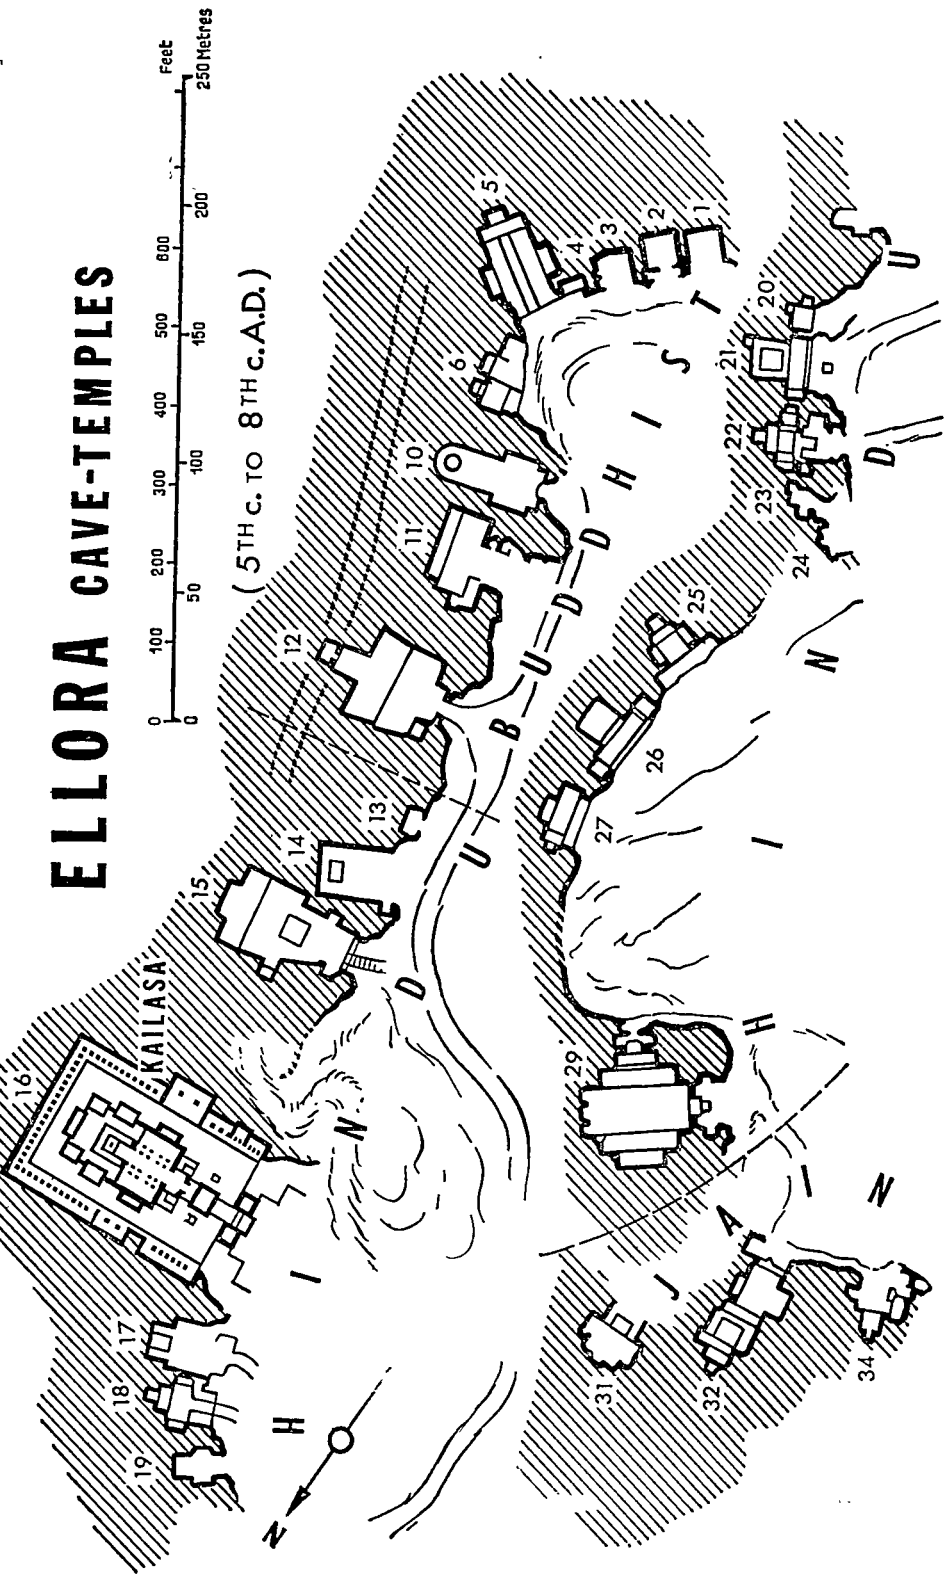 ELLORA CAVE-TEMPLES
0 100 200 300 400 500 600 Feet
0 50 100 150 200 250 Metres
(5TH c. TO 8TH c. A.D.)
KAILASA
19
18
17
16
15
14
13
12
11
10
6
5
4
3
2
1
HINDU
BUDDHISTS
N
31
32
34
29
27
26
25
24
23
22
21
20
JAIN
HINDU